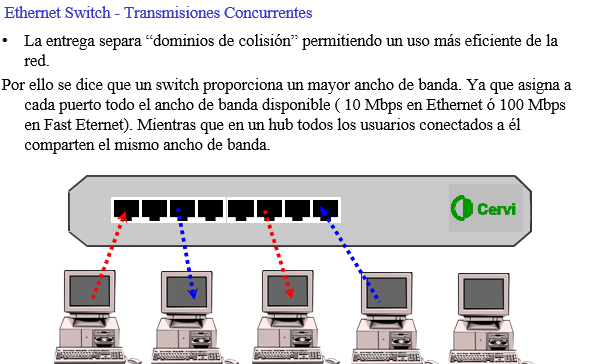 Ethernet Switch - Transmisiones Concurrentes
• La entrega separa “dominios de colisión” permitiendo un uso más eficiente de la
red.
Por ello se dice que un switch proporciona un mayor ancho de banda. Ya que asigna a
cada puerto todo el ancho de banda disponible ( 10 Mbps en Ethernet ó 100 Mbps
en Fast Eternet). Mientras que en un hub todos los usuarios conectados a él
comparten el mismo ancho de banda.
Cervi